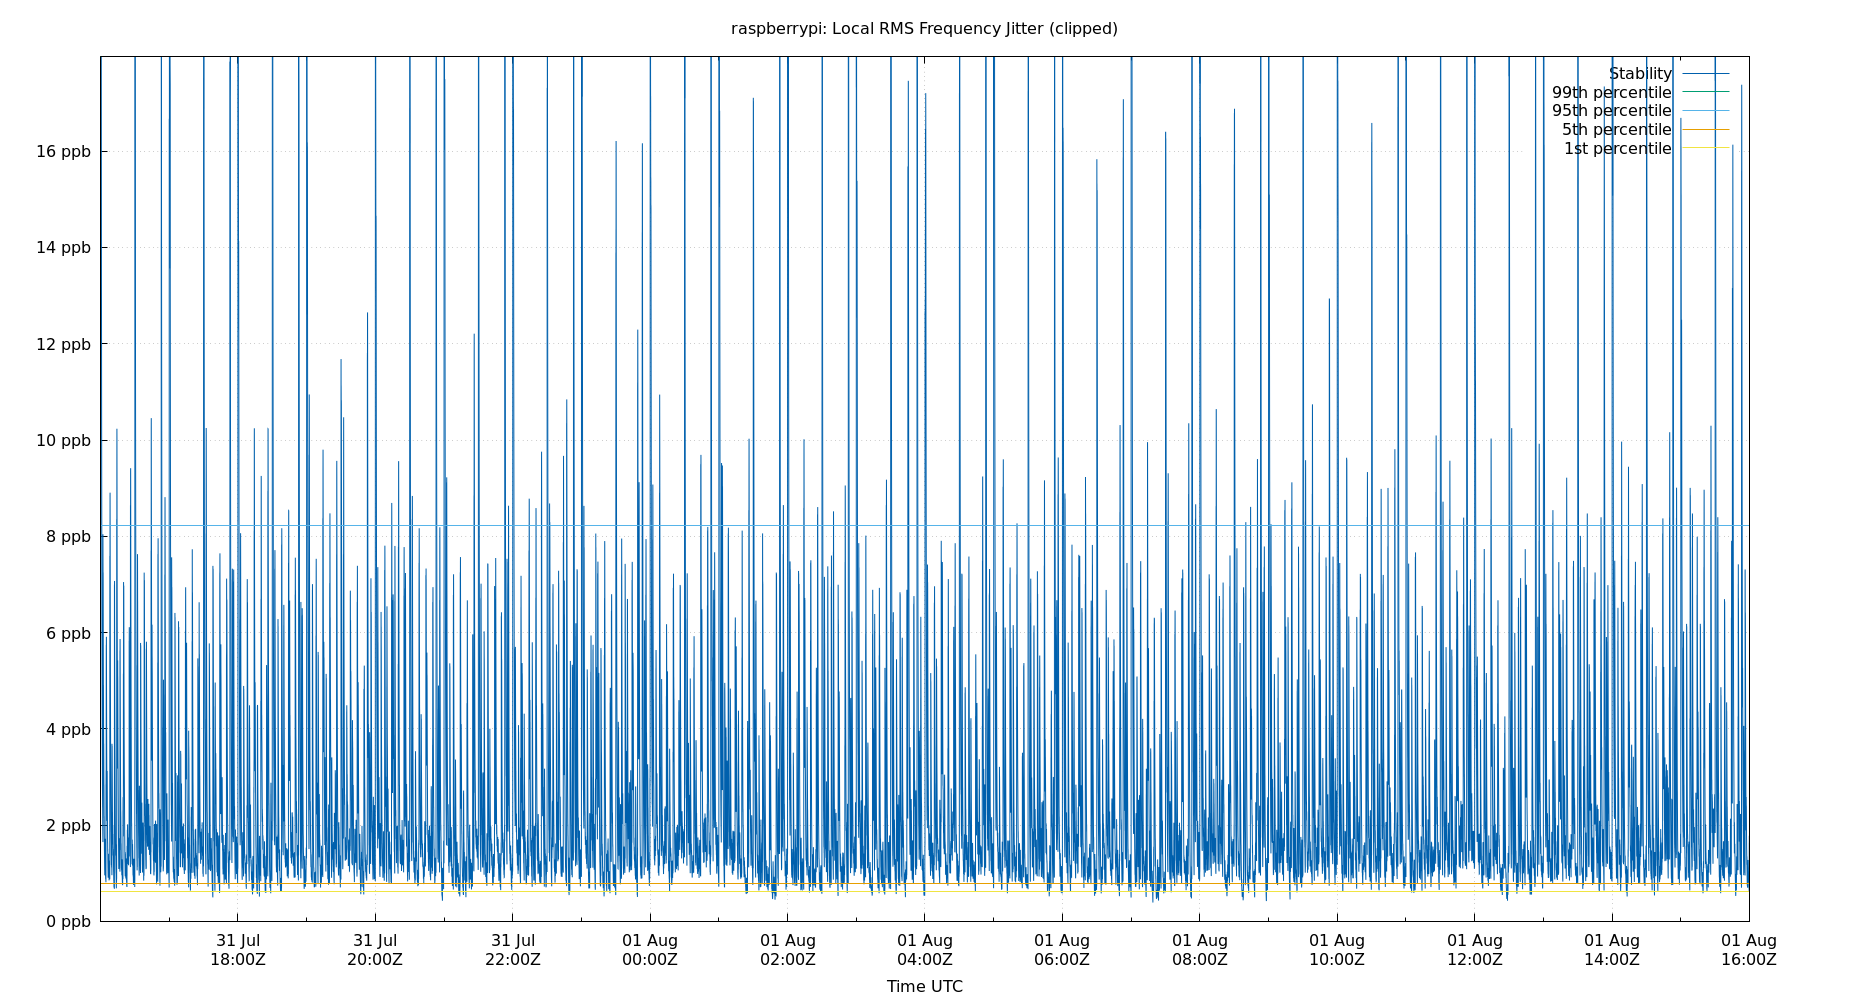 raspberrypi: Local RMS Frequency Jitter (clipped)
Stability
99th percentile
95th percentile
5th percentile
1st percentile
16 ppb
14 ppb
12 ppb
10 ppb
8 ppb
6 ppb
4 ppb
2 ppb
0 ppb
31 Jul 31 Jul 31 Jul 01 Aug 01 Aug 01 Aug 01 Aug 01 Aug 01 Aug 01 Aug 01 Aug 01 Aug
18:00Z 20:00Z 22:00Z 00:00Z 02:00Z 04:00Z 06:00Z 08:00Z 10:00Z 12:00Z 14:00Z 16:00Z
Time UTC